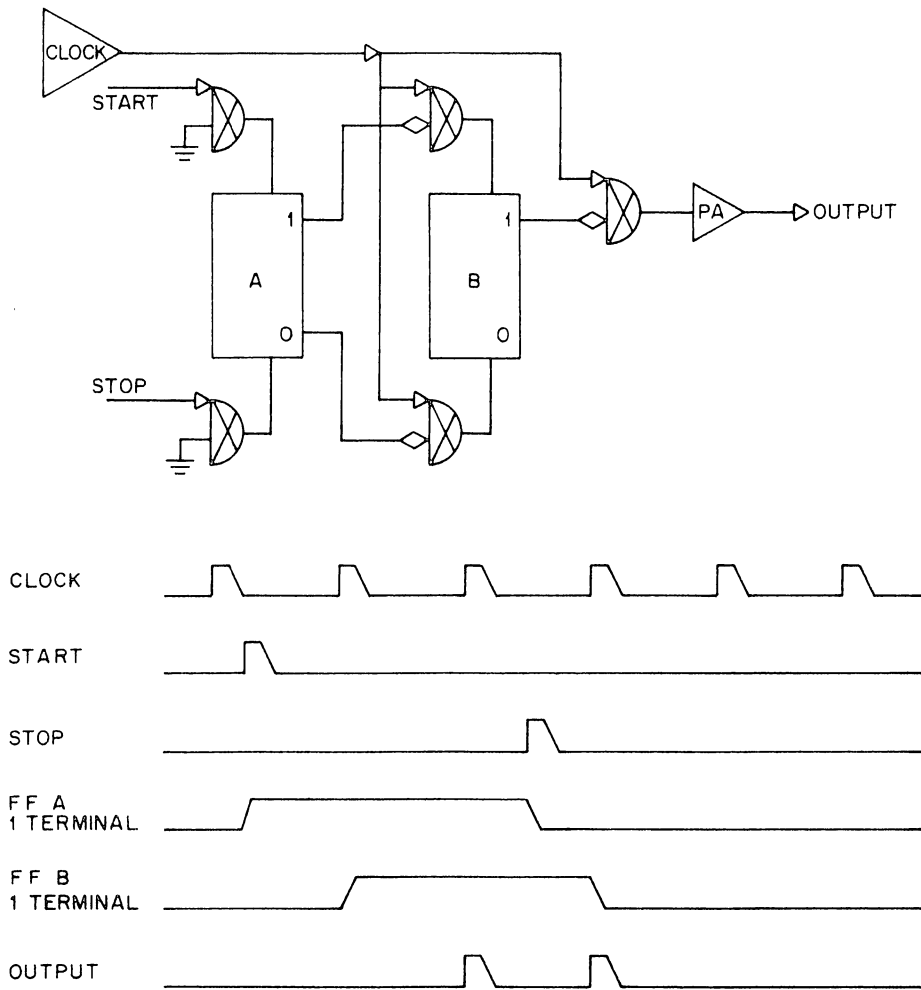 CLOCK
START
1
1
PA
OUTPUT
A
B
0
0
STOP
CLOCK
START
STOP
FF A
1 TERMINAL
FF B
1 TERMINAL
OUTPUT